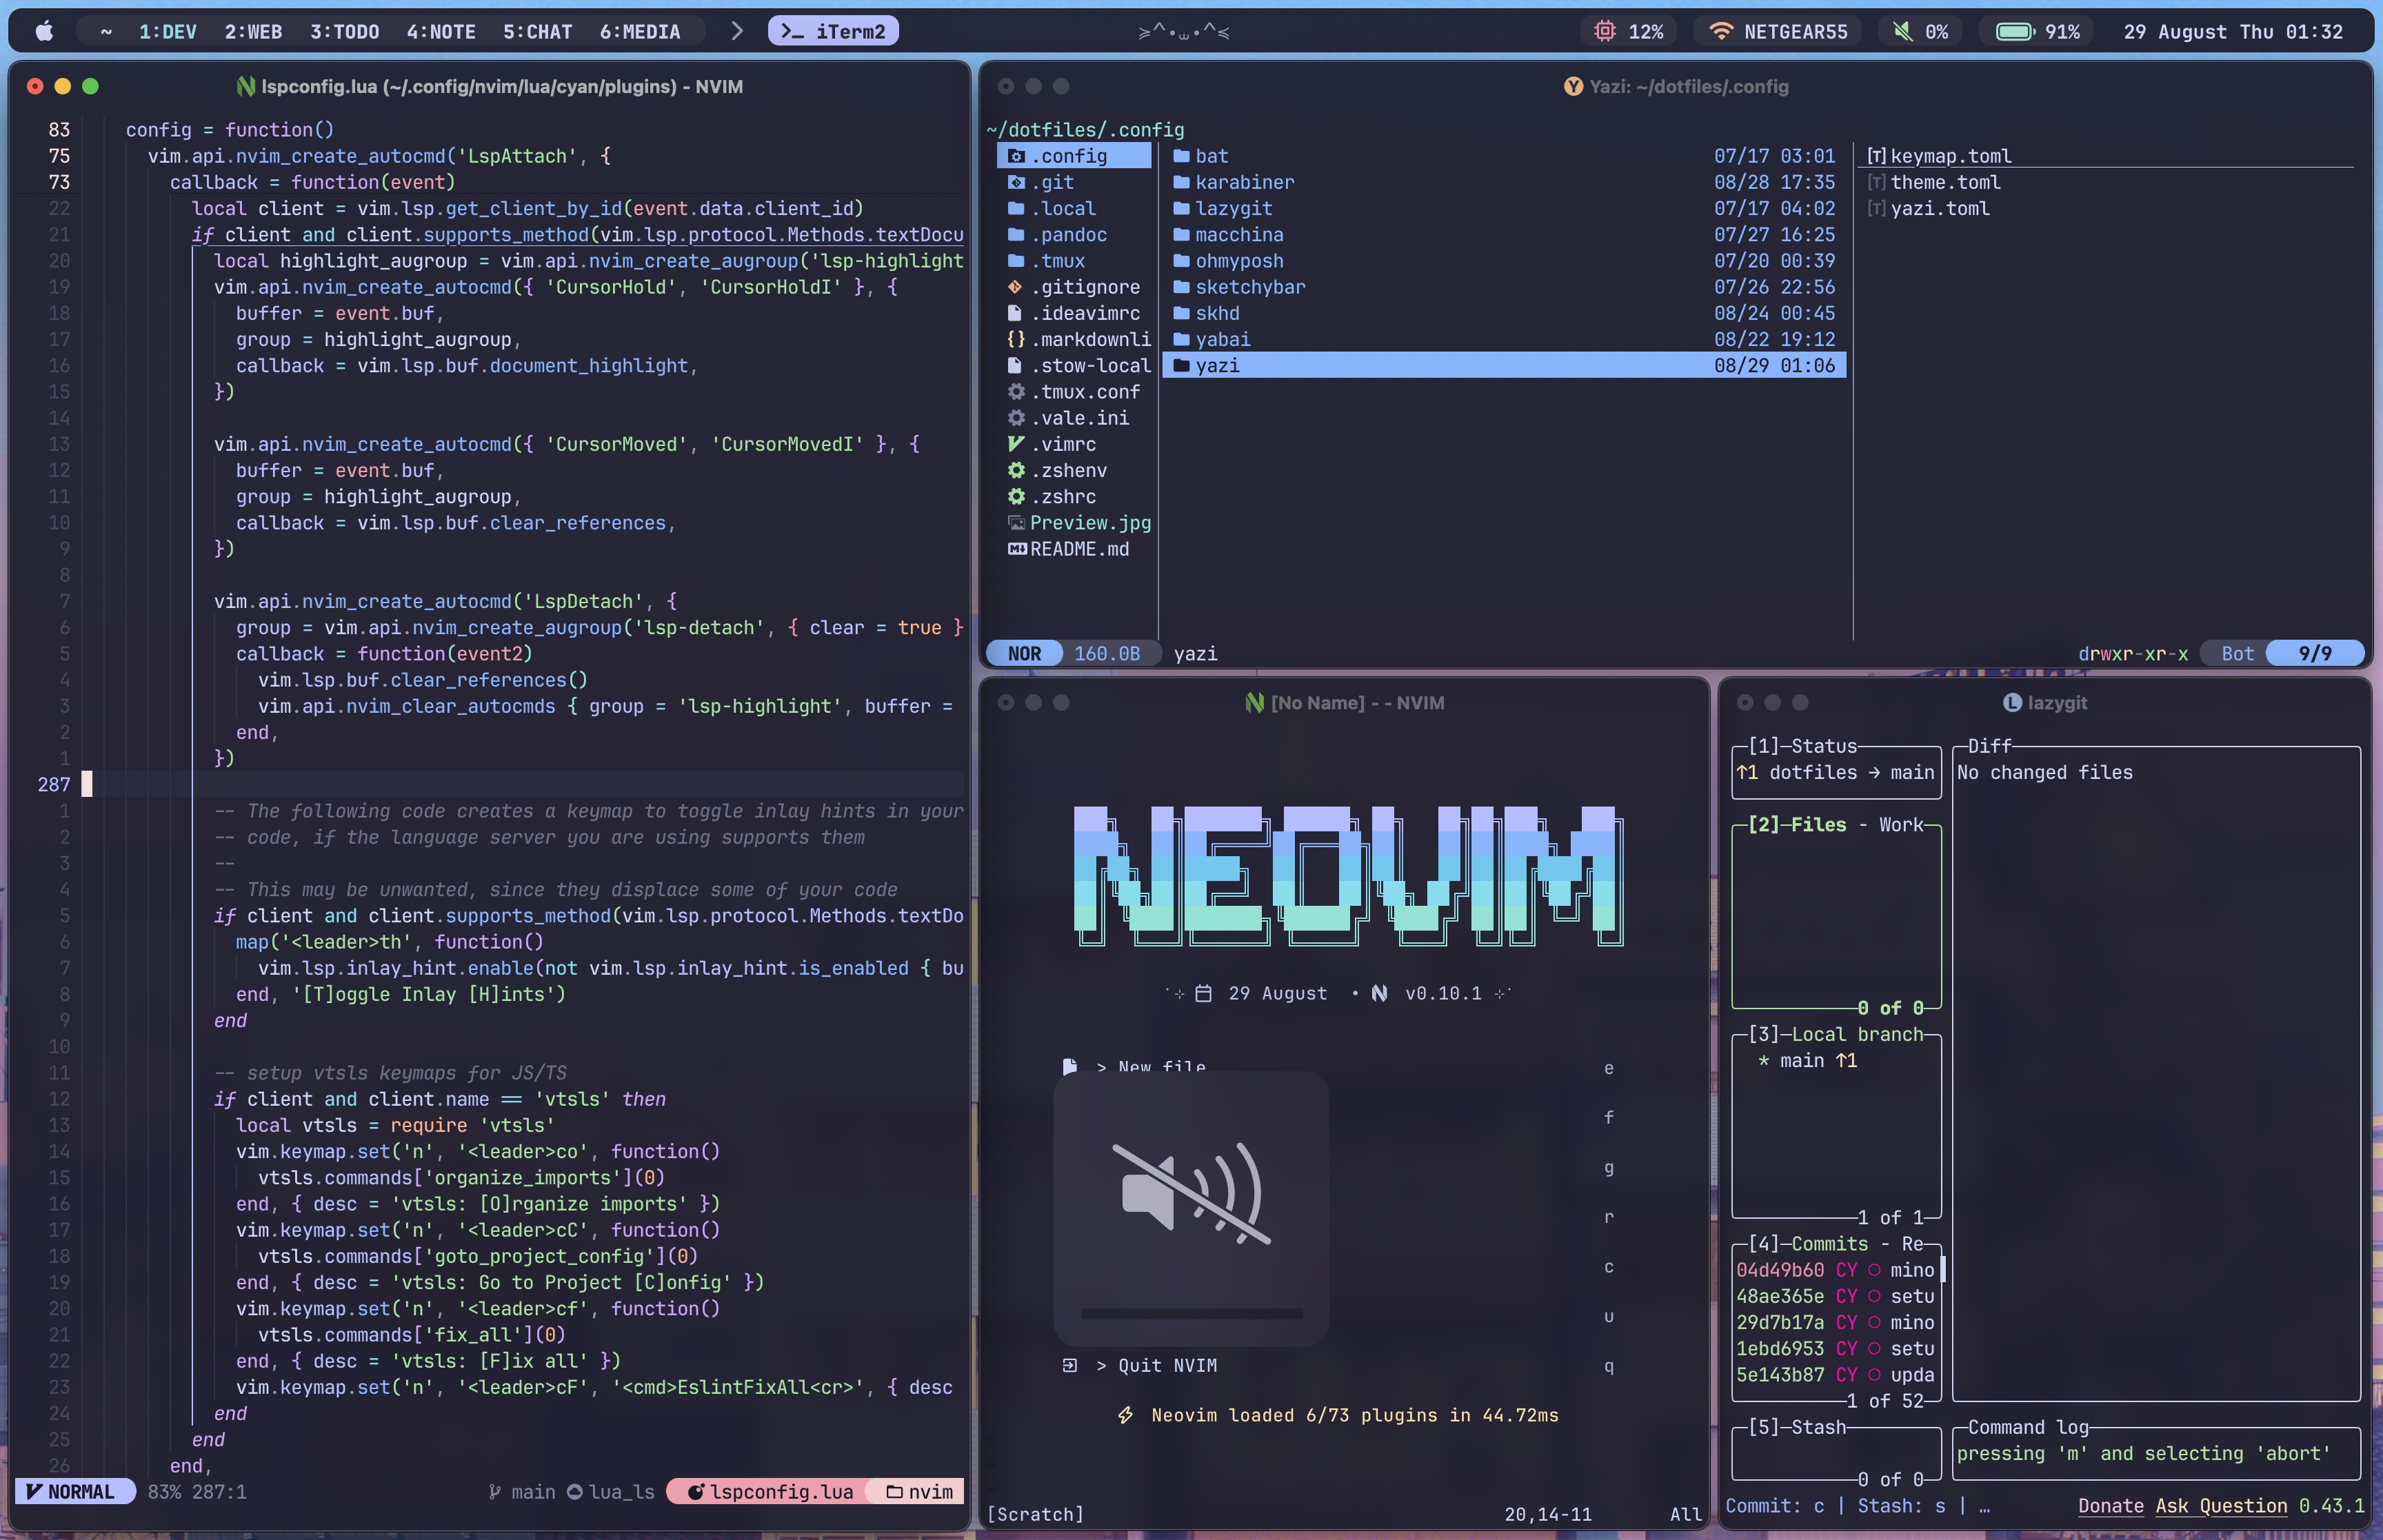 ~ 1:DEV 2:WEB 3:TODO 4:NOTE 5:CHAT 6:MEDIA iTerm2 ≽^•⩊•^≼ 12% NETGEAR55 0% 91% 29 August Thu 01:32
lspconfig.lua (~/.config/nvim/lua/cyan/plugins) - NVIM
83 config = function()
75 vim.api.nvim_create_autocmd('LspAttach', {
73 callback = function(event)
22 local client = vim.lsp.get_client_by_id(event.data.client_id)
21 if client and client.supports_method(vim.lsp.protocol.Methods.textDocu
20 local highlight_augroup = vim.api.nvim_create_augroup('lsp-highlight
19 vim.api.nvim_create_autocmd({ 'CursorHold', 'CursorHoldI' }, {
18 buffer = event.buf,
17 group = highlight_augroup,
16 callback = vim.lsp.buf.document_highlight,
15 })
14
13 vim.api.nvim_create_autocmd({ 'CursorMoved', 'CursorMovedI' }, {
12 buffer = event.buf,
11 group = highlight_augroup,
10 callback = vim.lsp.buf.clear_references,
9 })
8
7 vim.api.nvim_create_autocmd('LspDetach', {
6 group = vim.api.nvim_create_augroup('lsp-detach', { clear = true }
5 callback = function(event2)
4 vim.lsp.buf.clear_references()
3 vim.api.nvim_clear_autocmds { group = 'lsp-highlight', buffer =
2 end,
1 })
287
1 -- The following code creates a keymap to toggle inlay hints in your
2 -- code, if the language server you are using supports them
3 --
4 -- This may be unwanted, since they displace some of your code
5 if client and client.supports_method(vim.lsp.protocol.Methods.textDo
6 map('<leader>th', function()
7 vim.lsp.inlay_hint.enable(not vim.lsp.inlay_hint.is_enabled { bu
8 end, '[T]oggle Inlay [H]ints')
9 end
10
11 -- setup vtsls keymaps for JS/TS
12 if client and client.name == 'vtsls' then
13 local vtsls = require 'vtsls'
14 vim.keymap.set('n', '<leader>co', function()
15 vtsls.commands['organize_imports'](0)
16 end, { desc = 'vtsls: [O]rganize imports' })
17 vim.keymap.set('n', '<leader>cC', function()
18 vtsls.commands['goto_project_config'](0)
19 end, { desc = 'vtsls: Go to Project [C]onfig' })
20 vim.keymap.set('n', '<leader>cf', function()
21 vtsls.commands['fix_all'](0)
22 end, { desc = 'vtsls: [F]ix all' })
23 vim.keymap.set('n', '<leader>cF', '<cmd>EslintFixAll<cr>', { desc
24 end
25 end
26 end,
NORMAL 83% 287:1 main lua_ls lspconfig.lua nvim
Y Yazi: ~/dotfiles/.config
~/dotfiles/.config
.config
.git
.local
.pandoc
.tmux
.gitignore
.ideavimrc
{} .markdownli
.stow-local
.tmux.conf
.vale.ini
.vimrc
.zshenv
.zshrc
Preview.jpg
README.md
bat 07/17 03:01
karabiner 08/28 17:35
lazygit 07/17 04:02
macchina 07/27 16:25
ohmyposh 07/20 00:39
sketchybar 07/26 22:56
skhd 08/24 00:45
yabai 08/22 19:12
yazi 08/29 01:06
[T] keymap.toml
[T] theme.toml
[T] yazi.toml
NOR 160.0B yazi drwxr-xr-x Bot 9/9
[No Name] - - NVIM
NEOVIM
29 August • v0.10.1
> New file e
f
g
r
c
u
> Quit NVIM q
Neovim loaded 6/73 plugins in 44.72ms
[Scratch] 20,14-11 All
L lazygit
[1]─Status
↑1 dotfiles → main
[2]─Files - Work
0 of 0
[3]─Local branch
* main ↑1
1 of 1
[4]─Commits - Re
04d49b60 CY ○ mino
48ae365e CY ○ setu
29d7b17a CY ○ mino
1ebd6953 CY ○ setu
5e143b87 CY ○ upda
1 of 52
[5]─Stash
0 of 0
Diff
No changed files
Command log
pressing 'm' and selecting 'abort'
Commit: c | Stash: s | … Donate Ask Question 0.43.1